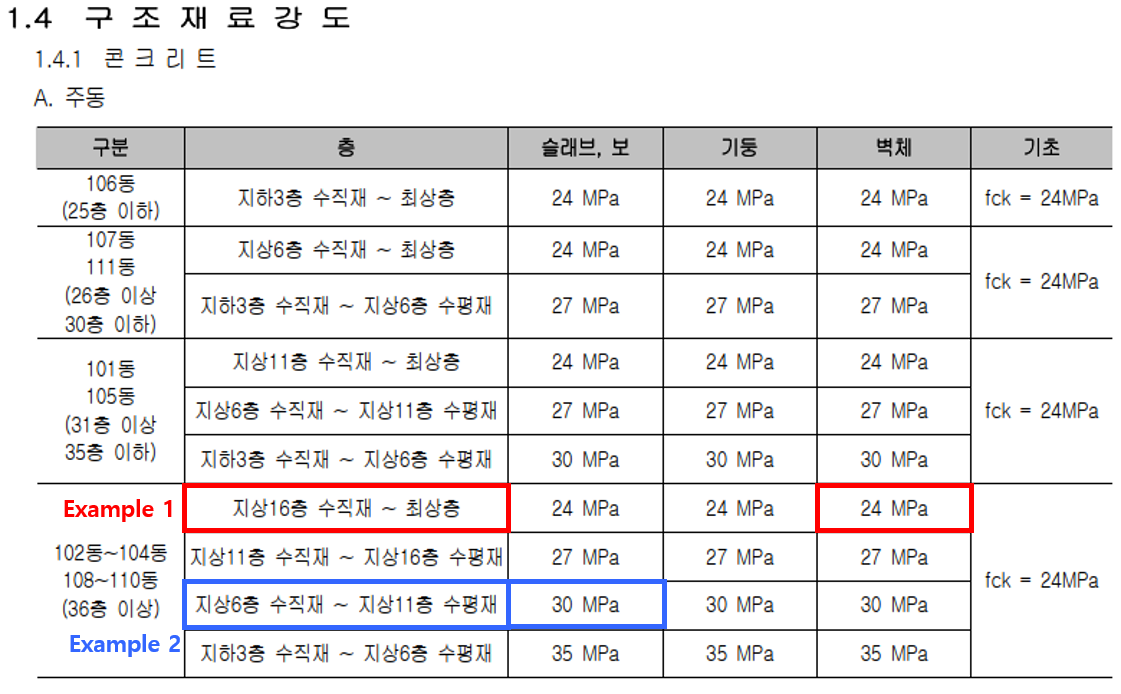 1.4 구 조 재 료 강 도
1.4.1 콘 크 리 트
A. 주동
구분 층 슬래브, 보 기둥 벽체 기초
106동
(25층 이하)
지하3층 수직재 ~ 최상층 24 MPa 24 MPa 24 MPa fck = 24MPa
107동
111동
(26층 이상
30층 이하)
지상6층 수직재 ~ 최상층 24 MPa 24 MPa 24 MPa
지하3층 수직재 ~ 지상6층 수평재 27 MPa 27 MPa 27 MPa
fck = 24MPa
101동
105동
(31층 이상
35층 이하)
지상11층 수직재 ~ 최상층 24 MPa 24 MPa 24 MPa
지상6층 수직재 ~ 지상11층 수평재 27 MPa 27 MPa 27 MPa
지하3층 수직재 ~ 지상6층 수평재 30 MPa 30 MPa 30 MPa
fck = 24MPa
Example 1
102동~104동
108~110동
(36층 이상)
Example 2
지상16층 수직재 ~ 최상층 24 MPa 24 MPa 24 MPa
지상11층 수직재 ~ 지상16층 수평재 27 MPa 27 MPa 27 MPa
지상6층 수직재 ~ 지상11층 수평재 30 MPa 30 MPa 30 MPa
지하3층 수직재 ~ 지상6층 수평재 35 MPa 35 MPa 35 MPa
fck = 24MPa